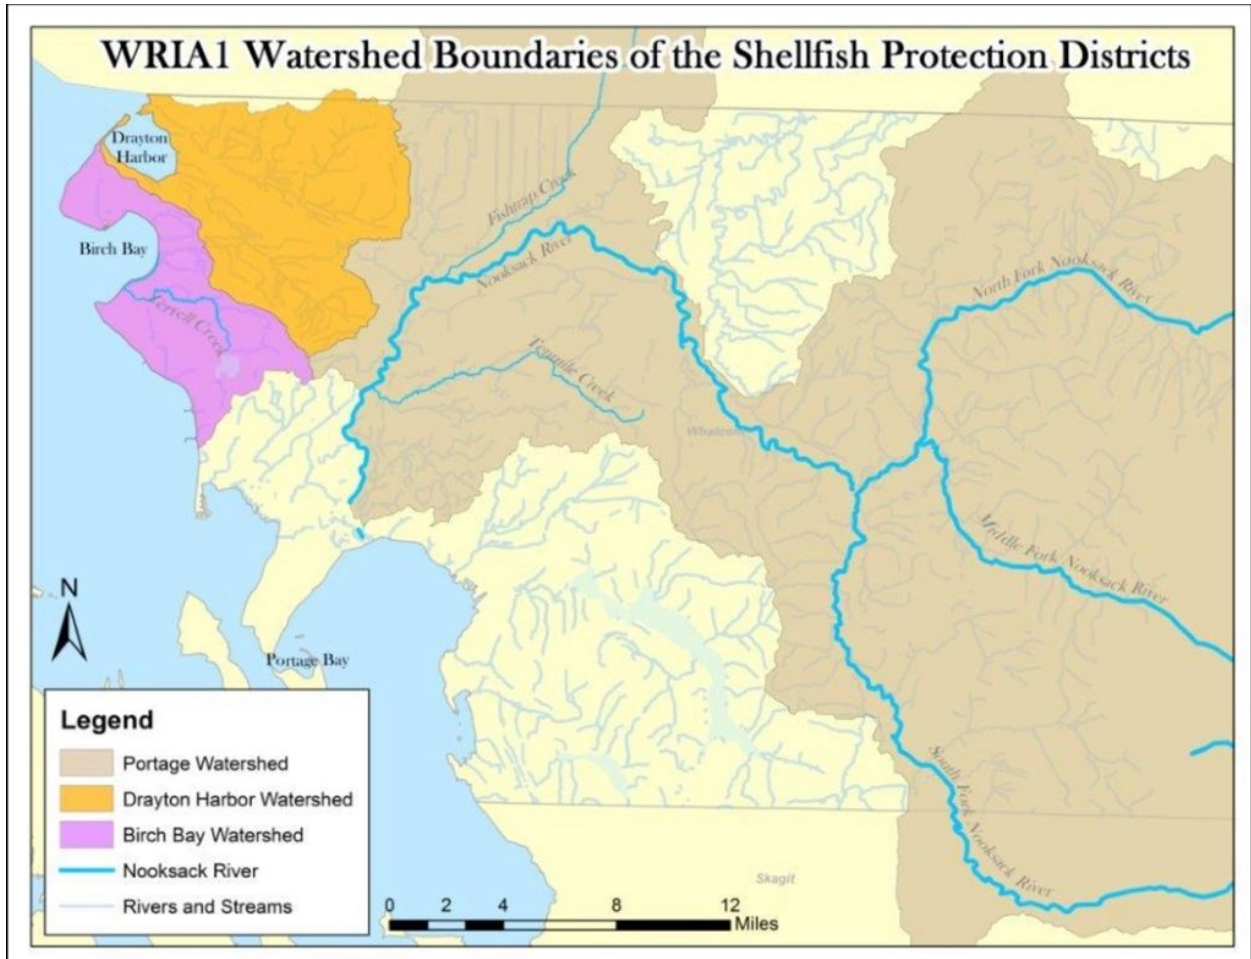 WRIA1 Watershed Boundaries of the Shellfish Protection Districts
Drayton
Harbor
Fishtrap Creek
Birch Bay
Nooksack River
North Fork Nooksack River
Terrell Creek
Tenmile Creek
Whatcom
Middle Fork Nooksack River
N
Portage Bay
Legend
Portage Watershed
Drayton Harbor Watershed
Birch Bay Watershed
Nooksack River
Rivers and Streams
South Fork Nooksack River
Skagit
0 2 4 8 12
Miles